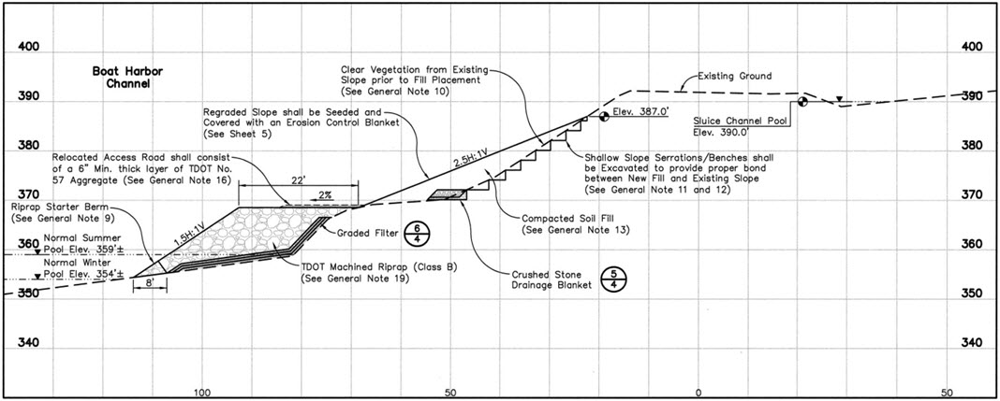 400
390
380
370
360
350
340
330
Boat Harbor
Channel
Clear Vegetation from Existing
Slope prior to Fill Placement
(See General Note 10)
Regraded Slope shall be Seeded and
Covered with an Erosion Control Blanket
(See Sheet 5)
Relocated Access Road shall consist
of a 6" Min. thick layer of TDOT No.
57 Aggregate (See General Note 16)
22'
2%
Riprap Starter Berm
(See General Note 9)
1.5H:1V
Normal Summer
Pool Elev. 359'±
Normal Winter
Pool Elev. 354'±
8'
2.5H:1V
Graded Filter
6
4
TDOT Machined Riprap (Class B)
(See General Note 19)
Existing Ground
Elev. 387.0'
Sluice Channel Pool
Elev. 390.0'
Shallow Slope Serrations/Benches shall
be Excavated to provide proper bond
between New Fill and Existing Slope
(See General Note 11 and 12)
Compacted Soil Fill
(See General Note 13)
Crushed Stone
Drainage Blanket
5
4
400
390
380
370
360
350
340
100
50
0
50